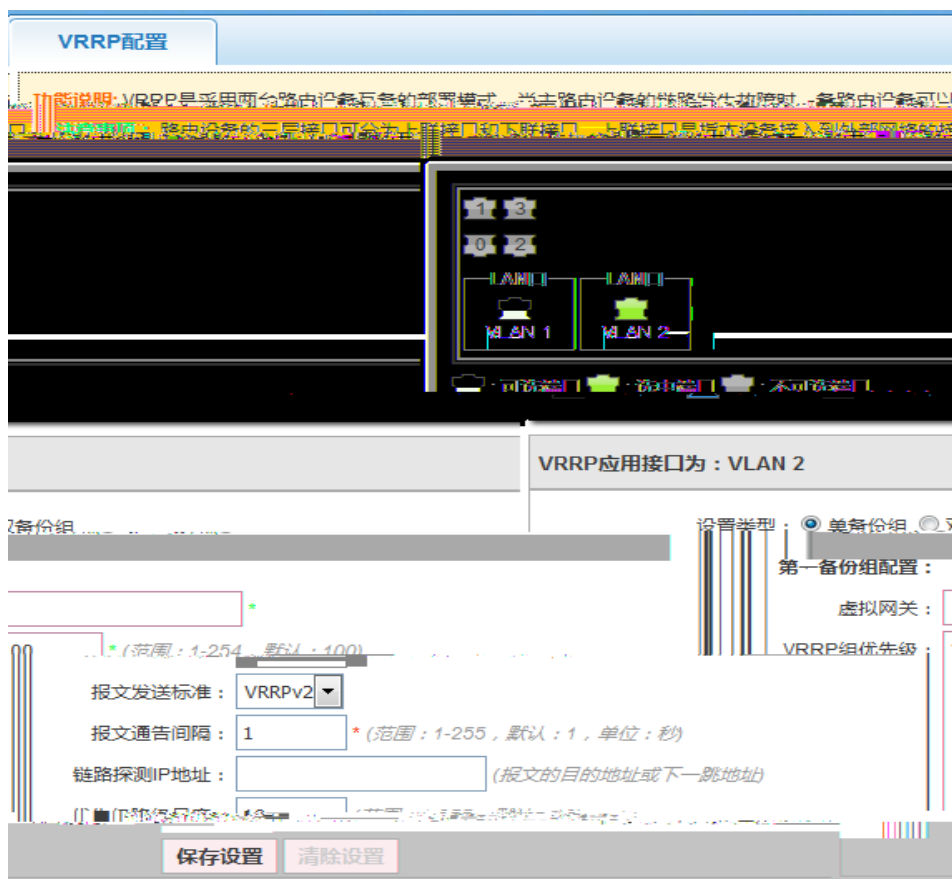 VRRP配置
功能说明: VRRP是采用两台路由设备互备的部署模式，当主路由设备的链路发生故障时，备路由设备可以
路由设备的三层接口可分为上联接口和下联接口，上联接口是指本设备接入到外部网络的接
1 3
0 2
LAN口 LAN口
VLAN 1 VLAN 2
：可选端口 ：选中端口 ：不可选端口
VRRP应用接口为：VLAN 2
设置类型： 单备份组
备份组
第一备份组配置：
虚拟网关：
*
VRRP组优先级：
* (范围：1-254，默认：100)
报文发送标准： VRRPv2
报文通告间隔： 1 * (范围：1-255，默认：1，单位：秒)
链路探测IP地址： (报文的目的地址或下一跳地址)
保存设置 清除设置